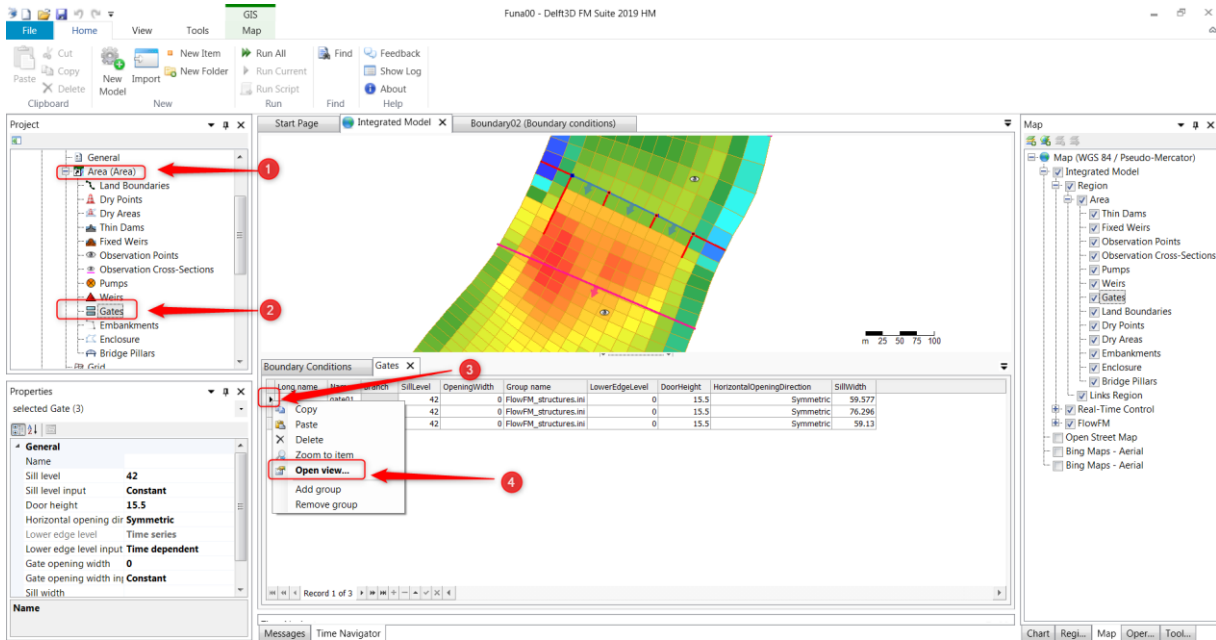 GIS
Funa00 - Delft3D FM Suite 2019 HM
File Home View Tools Map
Paste
Cut
Copy
Delete
Clipboard
New Model
Import
New Item
New Folder
New
Run All
Run Current
Run Script
Run
Find
Find
Feedback
Show Log
About
Help
Project
General
Area (Area)
Land Boundaries
Dry Points
Dry Areas
Thin Dams
Fixed Weirs
Observation Points
Observation Cross-Sections
Pumps
Weirs
Gates
Embankments
Enclosure
Bridge Pillars
Grid
1
2
Properties
selected Gate (3)
General
Name
Sill level 42
Sill level input Constant
Door height 15.5
Horizontal opening dir Symmetric
Lower edge level Time series
Lower edge level input Time dependent
Gate opening width 0
Gate opening width inp Constant
Sill width
Name
Start Page Integrated Model Boundary02 (Boundary conditions)
m 25 50 75 100
Boundary Conditions Gates
3
Long name Name Branch SillLevel OpeningWidth Group name LowerEdgeLevel DoorHeight HorizontalOpeningDirection SillWidth
gate01 42 0 FlowFM_structures.ini 0 15.5 Symmetric 59.577
42 0 FlowFM_structures.ini 0 15.5 Symmetric 76.296
42 0 FlowFM_structures.ini 0 15.5 Symmetric 59.13
Copy
Paste
Delete
Zoom to item
Open view...
Add group
Remove group
4
Record 1 of 3
Messages Time Navigator
Map
Map (WGS 84 / Pseudo-Mercator)
Integrated Model
Region
Area
Thin Dams
Fixed Weirs
Observation Points
Observation Cross-Sections
Pumps
Weirs
Gates
Land Boundaries
Dry Points
Dry Areas
Embankments
Enclosure
Bridge Pillars
Links Region
Real-Time Control
FlowFM
Open Street Map
Bing Maps - Aerial
Bing Maps - Aerial
Chart Regi... Map Oper... Tool...